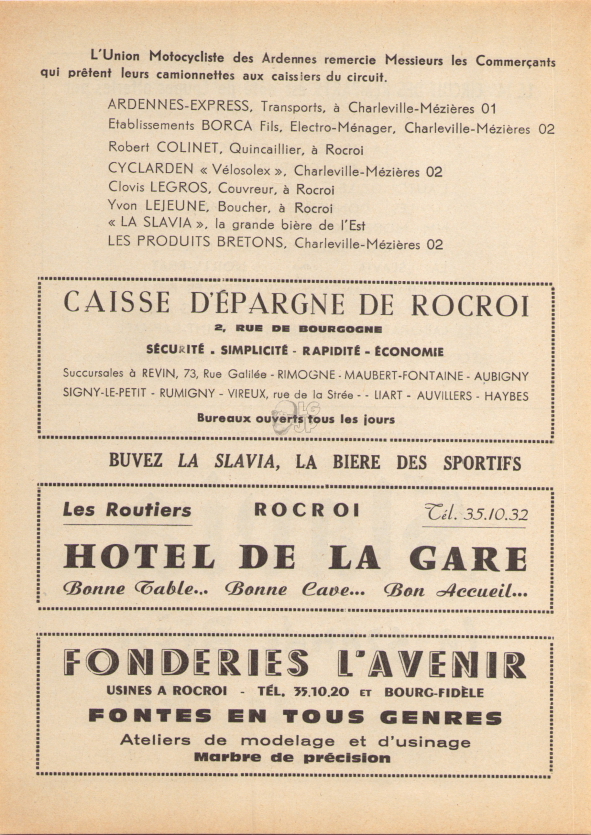 L'Union Motocycliste des Ardennes remercie Messieurs les Commerçants
qui prêtent leurs camionnettes aux caissiers du circuit.
ARDENNES-EXPRESS, Transports, à Charleville-Mézières 01
Etablissements BORCA Fils, Electro-Ménager, Charleville-Mézières 02
Robert COLINET, Quincaillier, à Rocroi
CYCLARDEN « Vélosolex », Charleville-Mézières 02
Clovis LEGROS, Couvreur, à Rocroi
Yvon LEJEUNE, Boucher, à Rocroi
« LA SLAVIA », la grande bière de l'Est
LES PRODUITS BRETONS, Charleville-Mézières 02
CAISSE D'ÉPARGNE DE ROCROI
2, RUE DE BOURGOGNE
SÉCURITÉ . SIMPLICITÉ - RAPIDITÉ - ÉCONOMIE
Succursales à REVIN, 73, Rue Galilée - RIMOGNE - MAUBERT-FONTAINE - AUBIGNY
SIGNY-LE-PETIT - RUMIGNY - VIREUX, rue de la Strée - - LIART - AUVILLERS - HAYBES
Bureaux ouverts tous les jours
BUVEZ LA SLAVIA, LA BIERE DES SPORTIFS
Les Routiers ROCROI Tél. 35.10.32
HOTEL DE LA GARE
Bonne Table... Bonne Cave... Bon Accueil...
FONDERIES L'AVENIR
USINES A ROCROI - TÉL. 35.10.20 ET BOURG-FIDÈLE
FONTES EN TOUS GENRES
Ateliers de modelage et d'usinage
Marbre de précision